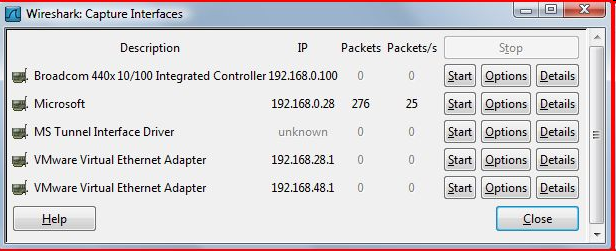 Wireshark: Capture Interfaces
Description IP Packets Packets/s Stop
Broadcom 440x 10/100 Integrated Controller 192.168.0.100 0 0 Start Options Details
Microsoft 192.168.0.28 276 25 Start Options Details
MS Tunnel Interface Driver unknown 0 0 Start Options Details
VMware Virtual Ethernet Adapter 192.168.28.1 0 0 Start Options Details
VMware Virtual Ethernet Adapter 192.168.48.1 0 0 Start Options Details
Help Close